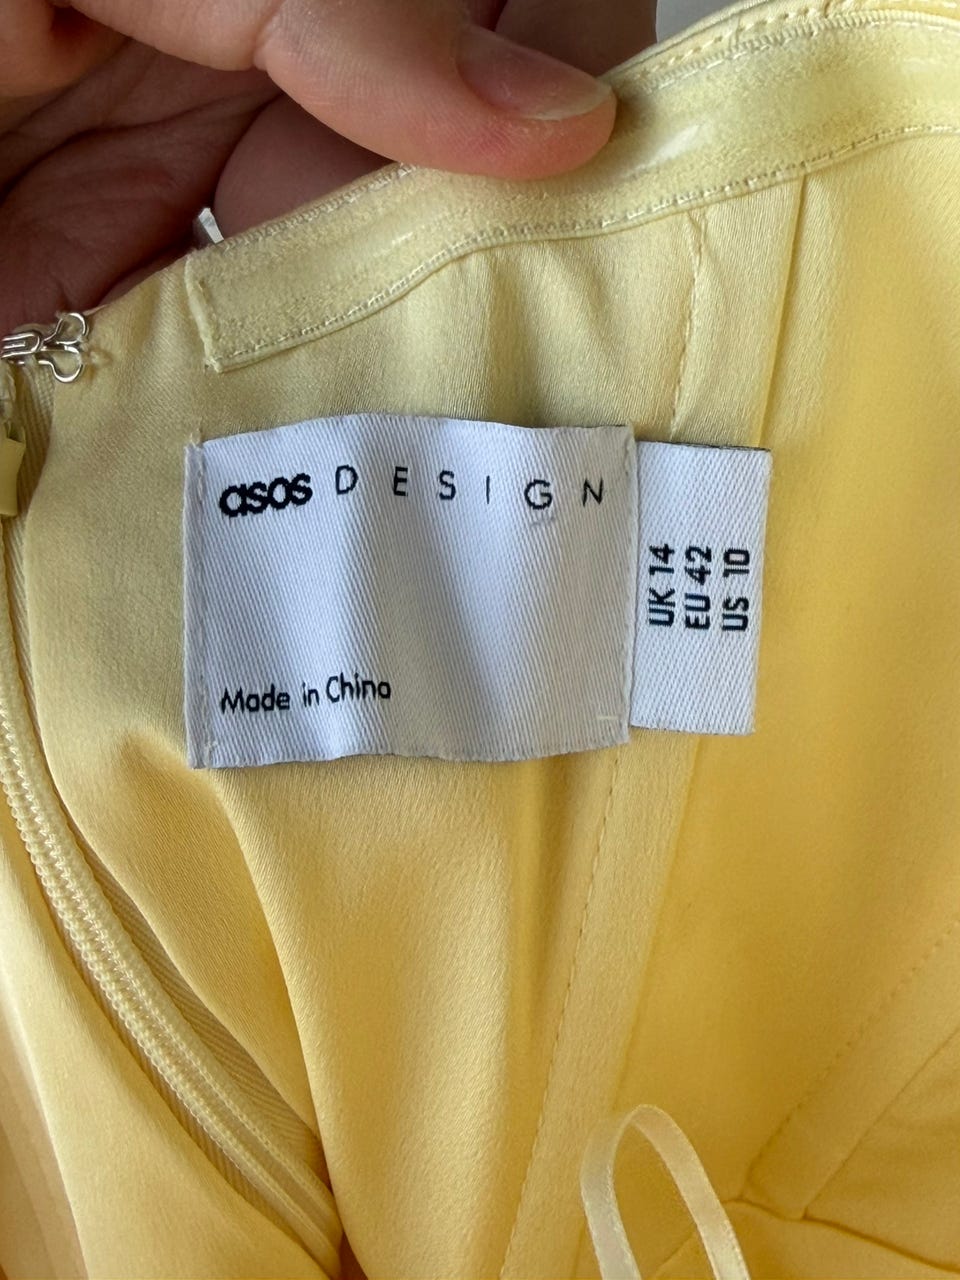 asos DESIGN
Made in China
UK 14
EU 42
US 10